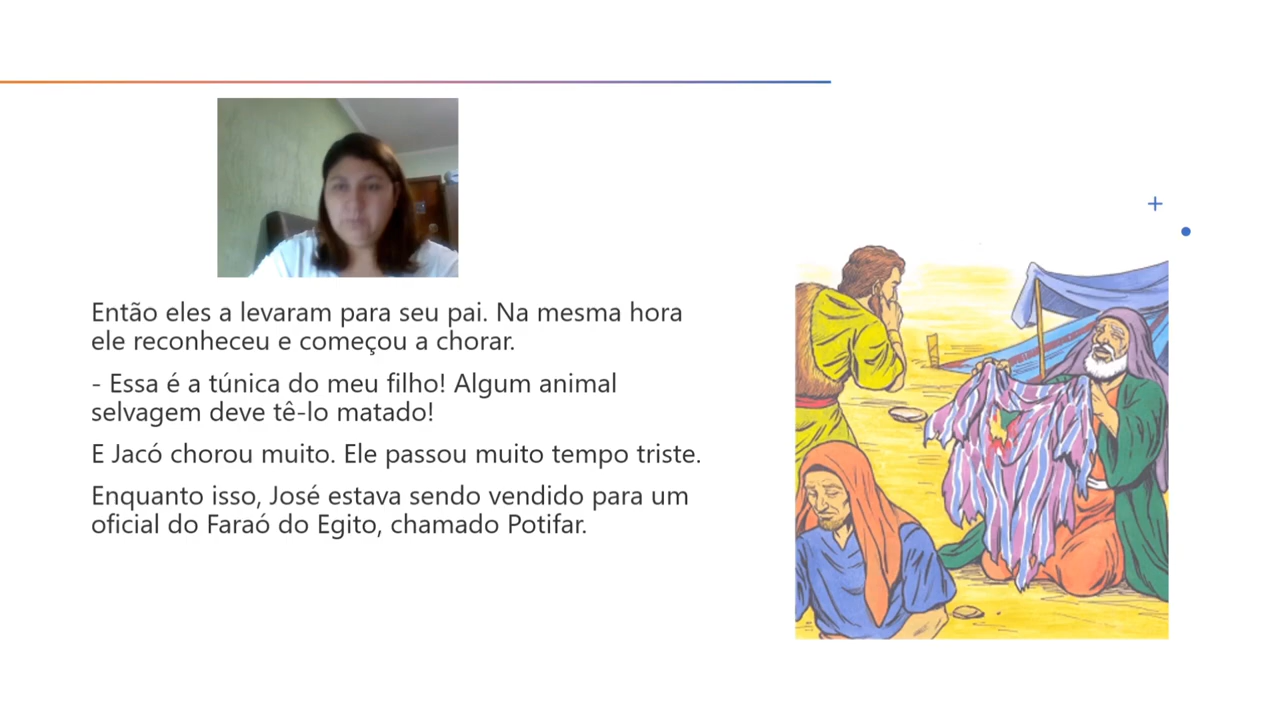 Então eles a levaram para seu pai. Na mesma hora
ele reconheceu e começou a chorar.
- Essa é a túnica do meu filho! Algum animal
selvagem deve tê-lo matado!
E Jacó chorou muito. Ele passou muito tempo triste.
Enquanto isso, José estava sendo vendido para um
oficial do Faraó do Egito, chamado Potifar.